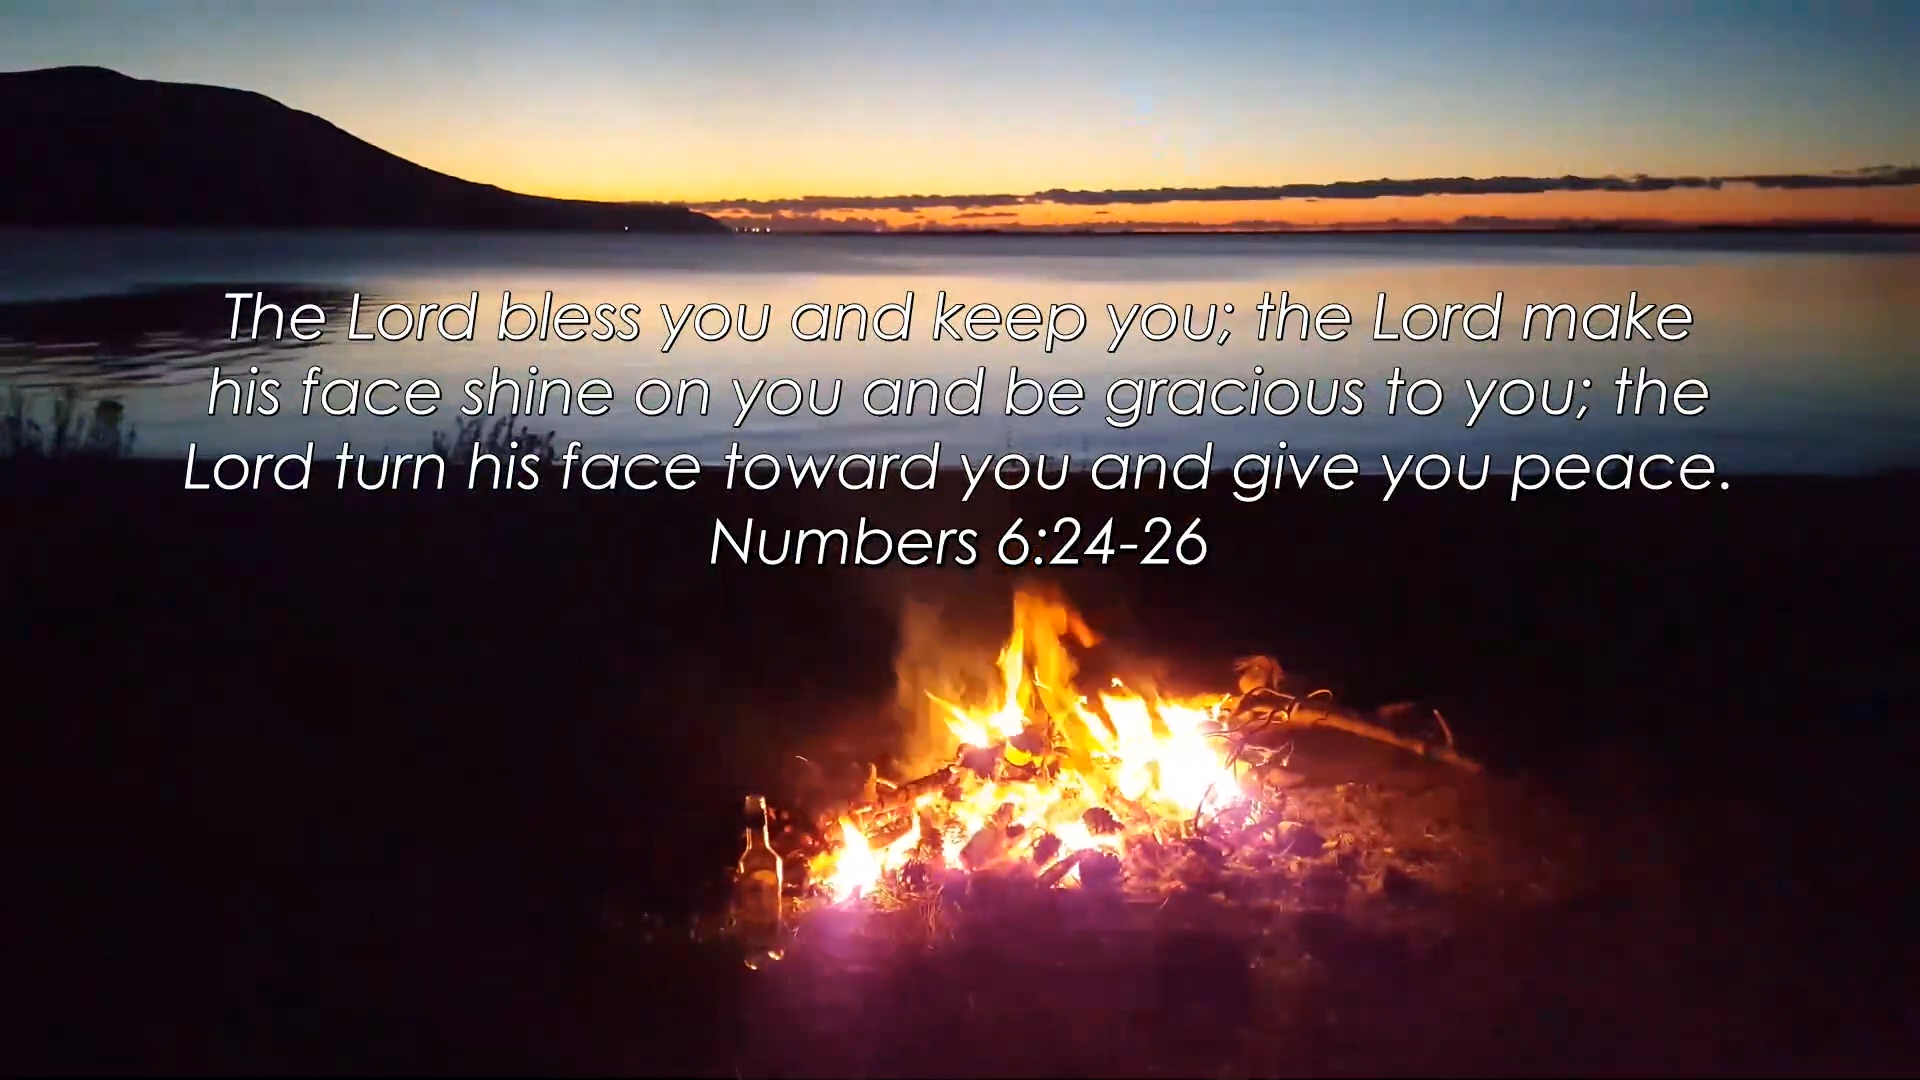 The Lord bless you and keep you; the Lord make
his face shine on you and be gracious to you; the
Lord turn his face toward you and give you peace.
Numbers 6:24-26